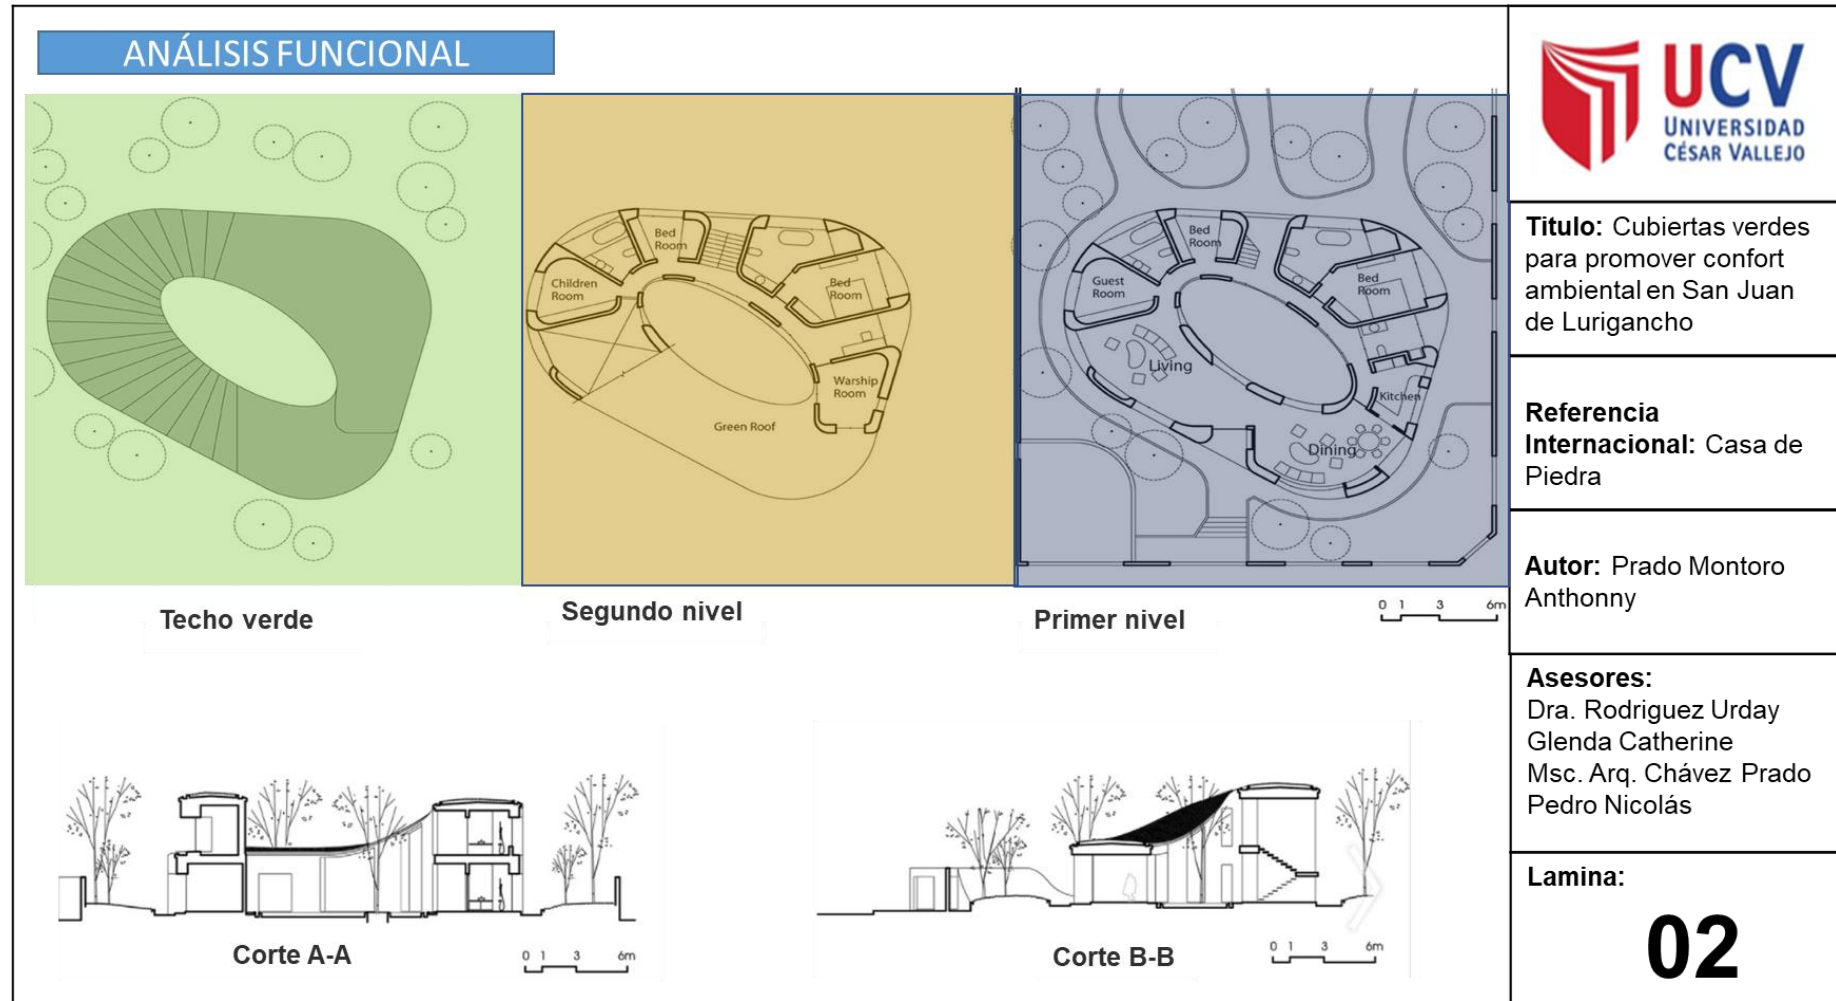 ANÁLISIS FUNCIONAL
Bed
Room
Children
Room
Bed
Room
Warship
Room
Green Roof
Bed
Room
Guest
Room
Bed
Room
Living
Kitchen
Dining
Techo verde
Segundo nivel
Primer nivel
0 1 3 6m
Corte A-A
0 1 3 6m
Corte B-B
0 1 3 6m
UCV
UNIVERSIDAD
CÉSAR VALLEJO
Titulo: Cubiertas verdes
para promover confort
ambiental en San Juan
de Lurigancho
Referencia
Internacional: Casa de
Piedra
Autor: Prado Montoro
Anthonny
Asesores:
Dra. Rodriguez Urday
Glenda Catherine
Msc. Arq. Chávez Prado
Pedro Nicolás
Lamina:
02